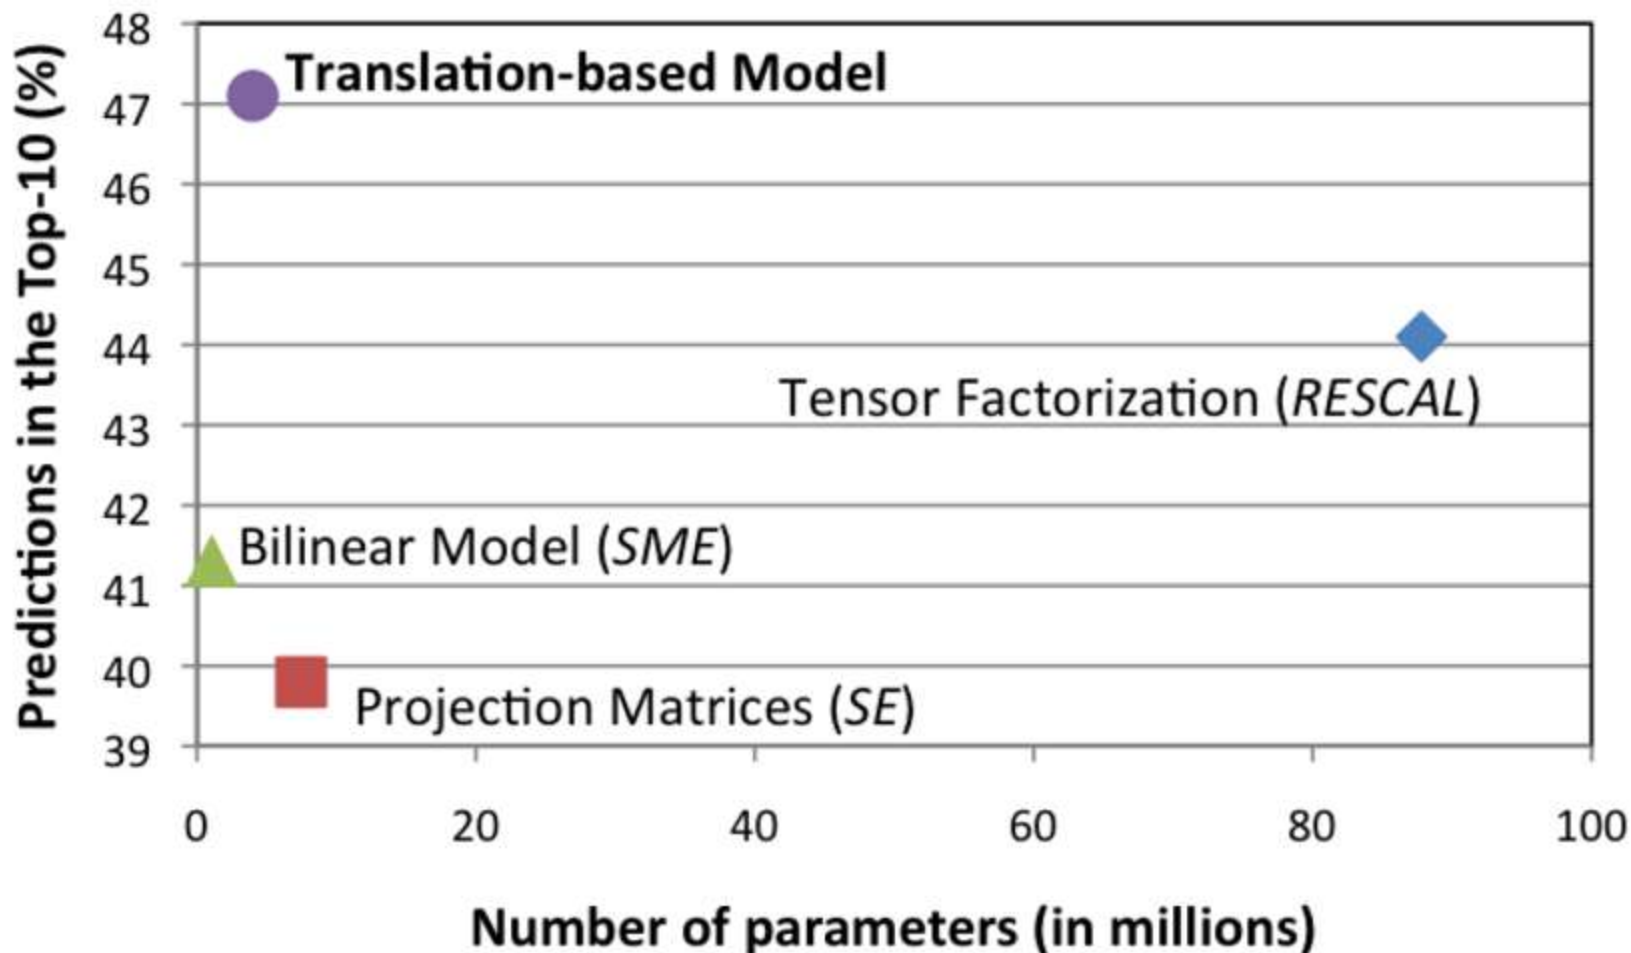 Predictions in the Top-10 (%)
48
47
46
45
44
43
42
41
40
39
Translation-based Model
Tensor Factorization (RESCAL)
Bilinear Model (SME)
Projection Matrices (SE)
0 20 40 60 80 100
Number of parameters (in millions)